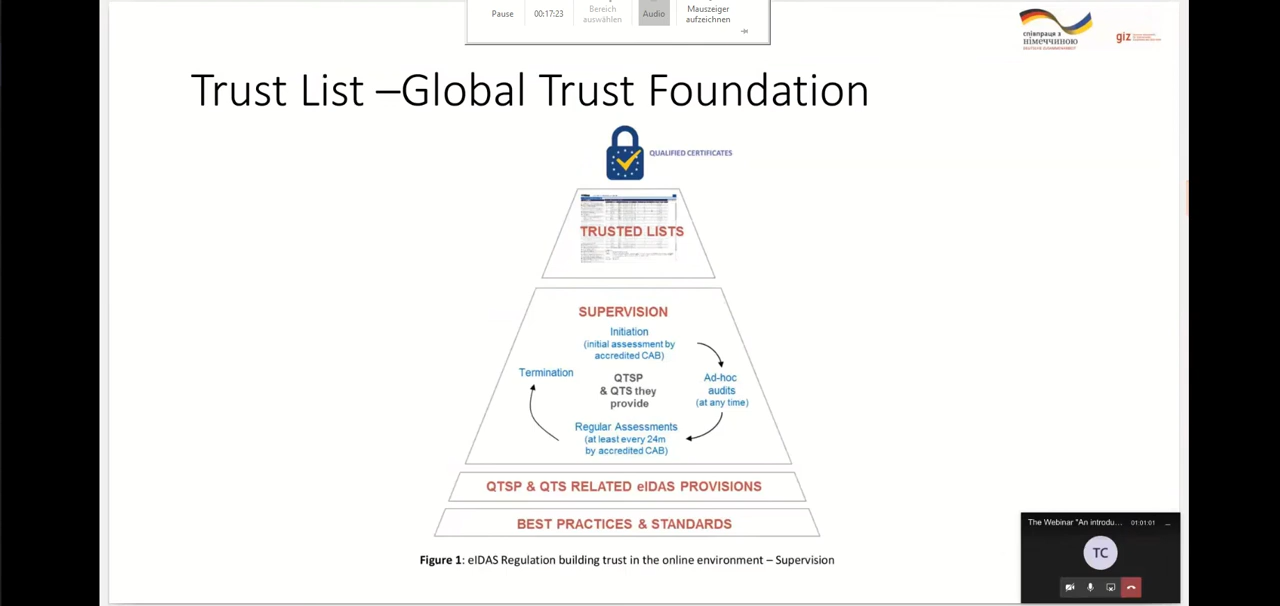 Pause
00:17:23
Bereich
auswählen
Audio
Mauszeiger
aufzeichnen
співпраця з
німеччиною
DEUTSCHE ZUSAMMENARBEIT
giz
Trust List –Global Trust Foundation
QUALIFIED CERTIFICATES
TRUSTED LISTS
SUPERVISION
Initiation
(initial assessment by
accredited CAB)
Termination
QTSP
& QTS they
provide
Ad-hoc
audits
(at any time)
Regular Assessments
(at least every 24m
by accredited CAB)
QTSP & QTS RELATED eIDAS PROVISIONS
BEST PRACTICES & STANDARDS
Figure 1: eIDAS Regulation building trust in the online environment – Supervision
The Webinar "An introdu...
01:01:01
TC